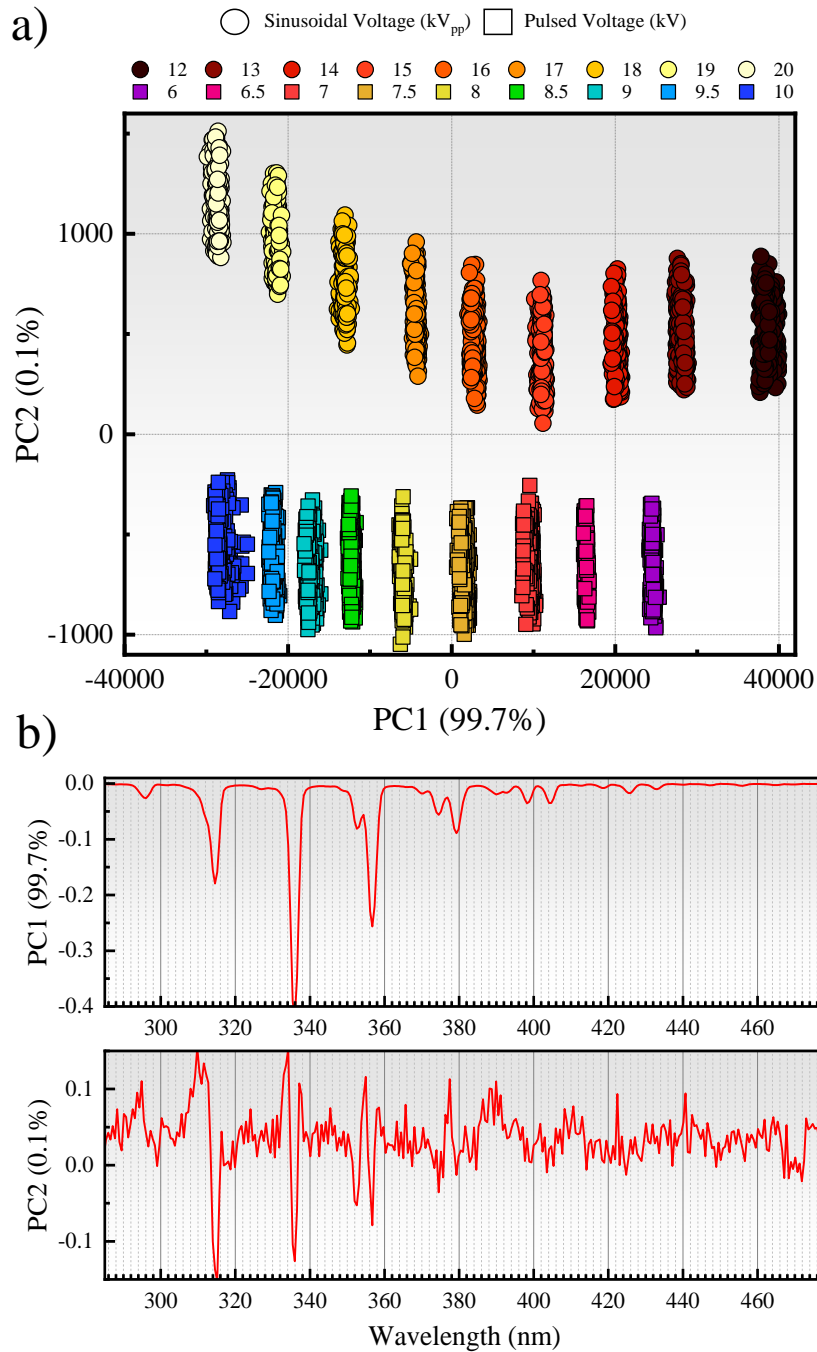 a)
Sinusoidal Voltage (kVpp) Pulsed Voltage (kV)
12 13 14 15 16 17 18 19 20
6 6.5 7 7.5 8 8.5 9 9.5 10
1000
0
-1000
PC2 (0.1%)
-40000 -20000 0 20000 40000
PC1 (99.7%)
b)
0.0
-0.1
-0.2
-0.3
-0.4
PC1 (99.7%)
300 320 340 360 380 400 420 440 460
0.1
0.0
-0.1
PC2 (0.1%)
300 320 340 360 380 400 420 440 460
Wavelength (nm)